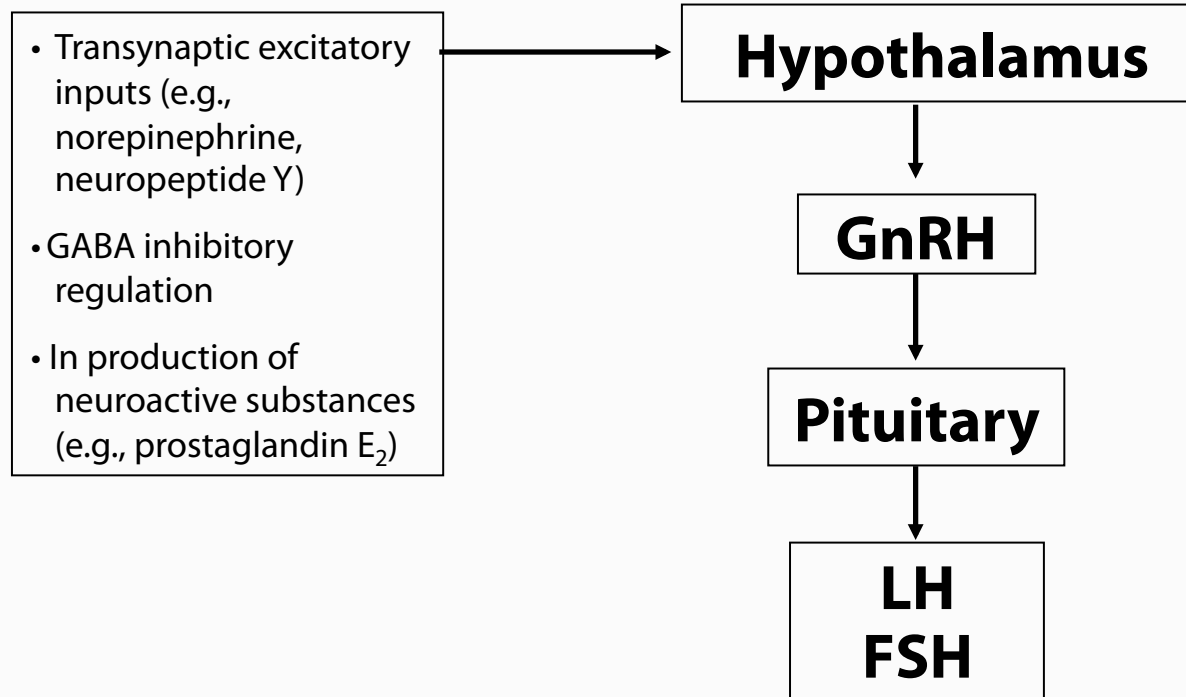 • Transynaptic excitatory
inputs (e.g.,
norepinephrine,
neuropeptide Y)
• GABA inhibitory
regulation
• In production of
neuroactive substances
(e.g., prostaglandin E₂)
Hypothalamus
GnRH
Pituitary
LH
FSH